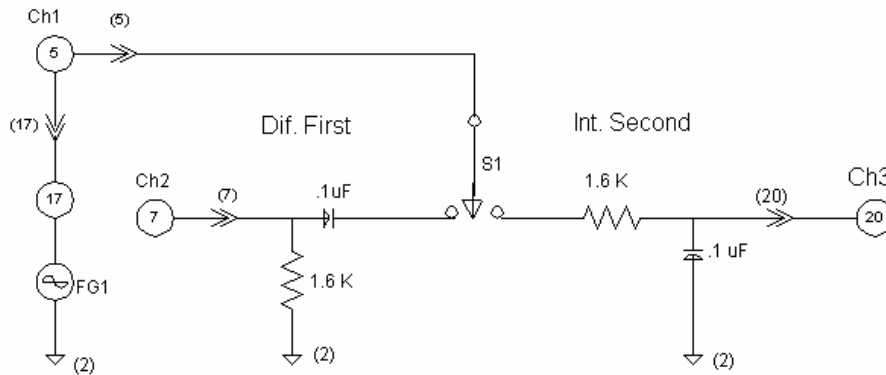 Ch1
(5)
5
(17)
Dif. First
Int. Second
S1
Ch2
(7)
.1uF
1.6 K
(20)
Ch3
17
7
20
.1 uF
FG1
1.6 K
(2)
(2)
(2)